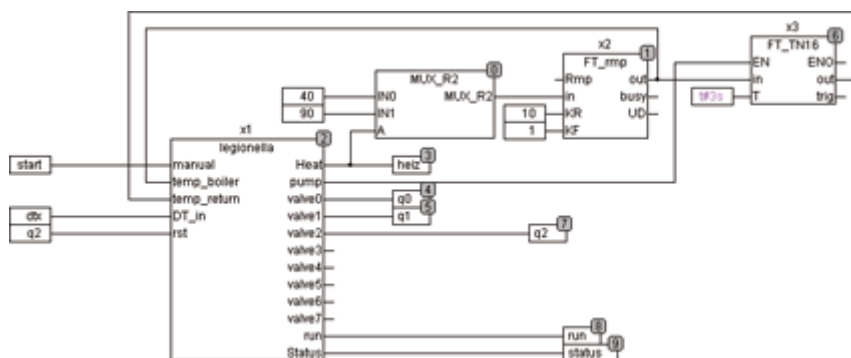 x3
6
x2
FT_TN16
1
FT_rmp
EN ENO
0
MUX_R2
Rmp out
in out
40 IN0 MUX_R2
in busy
t#3s T trig
90 IN1
10 KR UD
x1
A
1 KF
2
legionella
3
start manual Heat heiz
temp_boiler pump
4
temp_return valve0 q0
5
dtx DT_in valve1 q1
7
q2 rst valve2 q2
valve3
valve4
valve5
valve6
valve7
8
run run
9
Status status